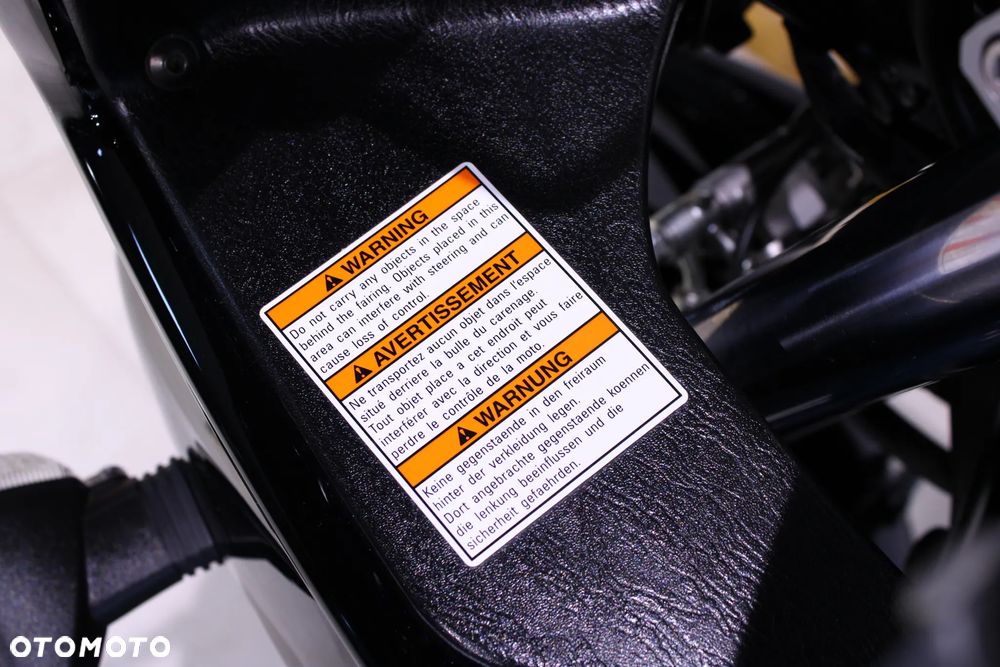 WARNING
Do not carry any objects in the space
behind the fairing. Objects placed in this
area can interfere with steering and can
cause loss of control.
AVERTISSEMENT
Ne transportez aucun objet dans l'espace
situé derriere la bulle du carenage.
Tout objet place a cet endroit peut
interférer avec la direction et vous faire
perdre le contrôle de la moto.
WARNUNG
Keine gegenstaende in den freiraum
hinter der verkleidung legen.
Dort angebrachte gegenstaende koennen
die lenkung beeinflussen und die
sicherheit gefaehrden.
OTOMOTO